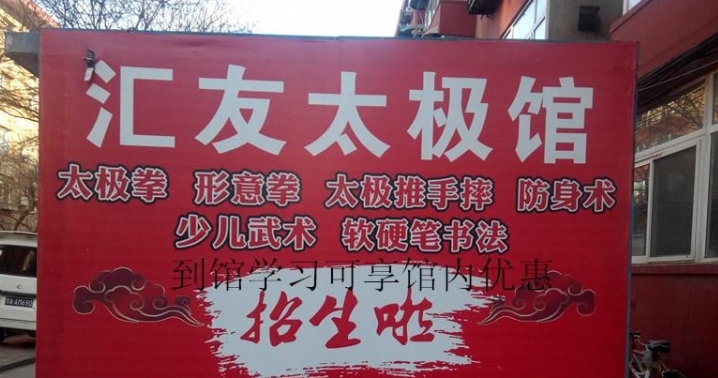 汇友太极馆
太极拳 形意拳 太极推手摔 防身术
少儿武术 软硬笔书法
到馆学习可享馆内优惠
招生啦